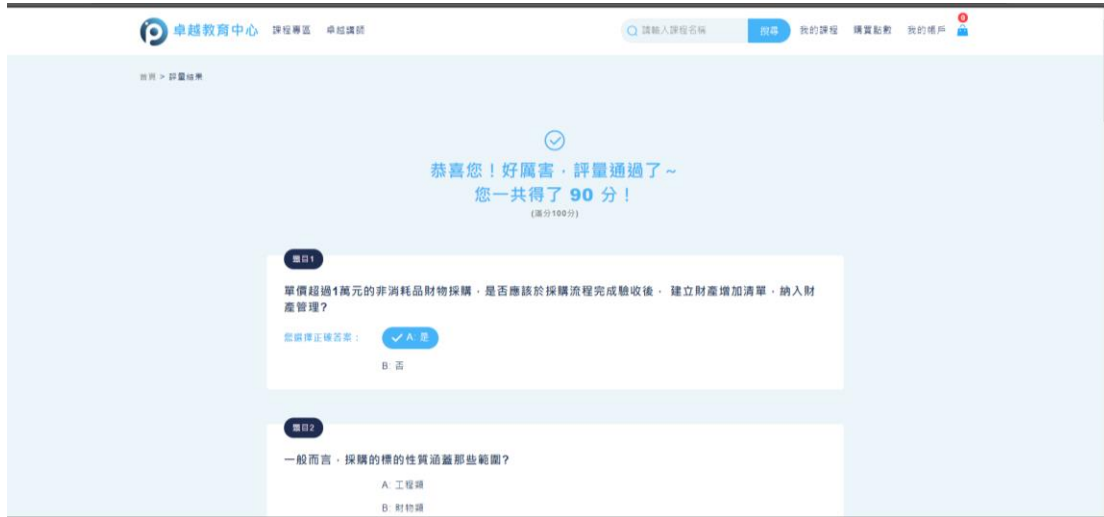 卓越教育中心 課程專區 卓越講師 請輸入課程名稱 搜尋 我的課程 購買點數 我的帳戶 0
首頁 > 評量結果
恭喜您！好厲害，評量通過了~
您一共得了 90 分！
(滿分100分)
題目1
單價超過1萬元的非消耗品財物採購，是否應該於採購流程完成驗收後， 建立財產增加清單，納入財
產管理?
您選擇正確答案： A: 是
B: 否
題目2
一般而言，採購的標的性質涵蓋那些範圍?
A: 工程類
B: 財物類